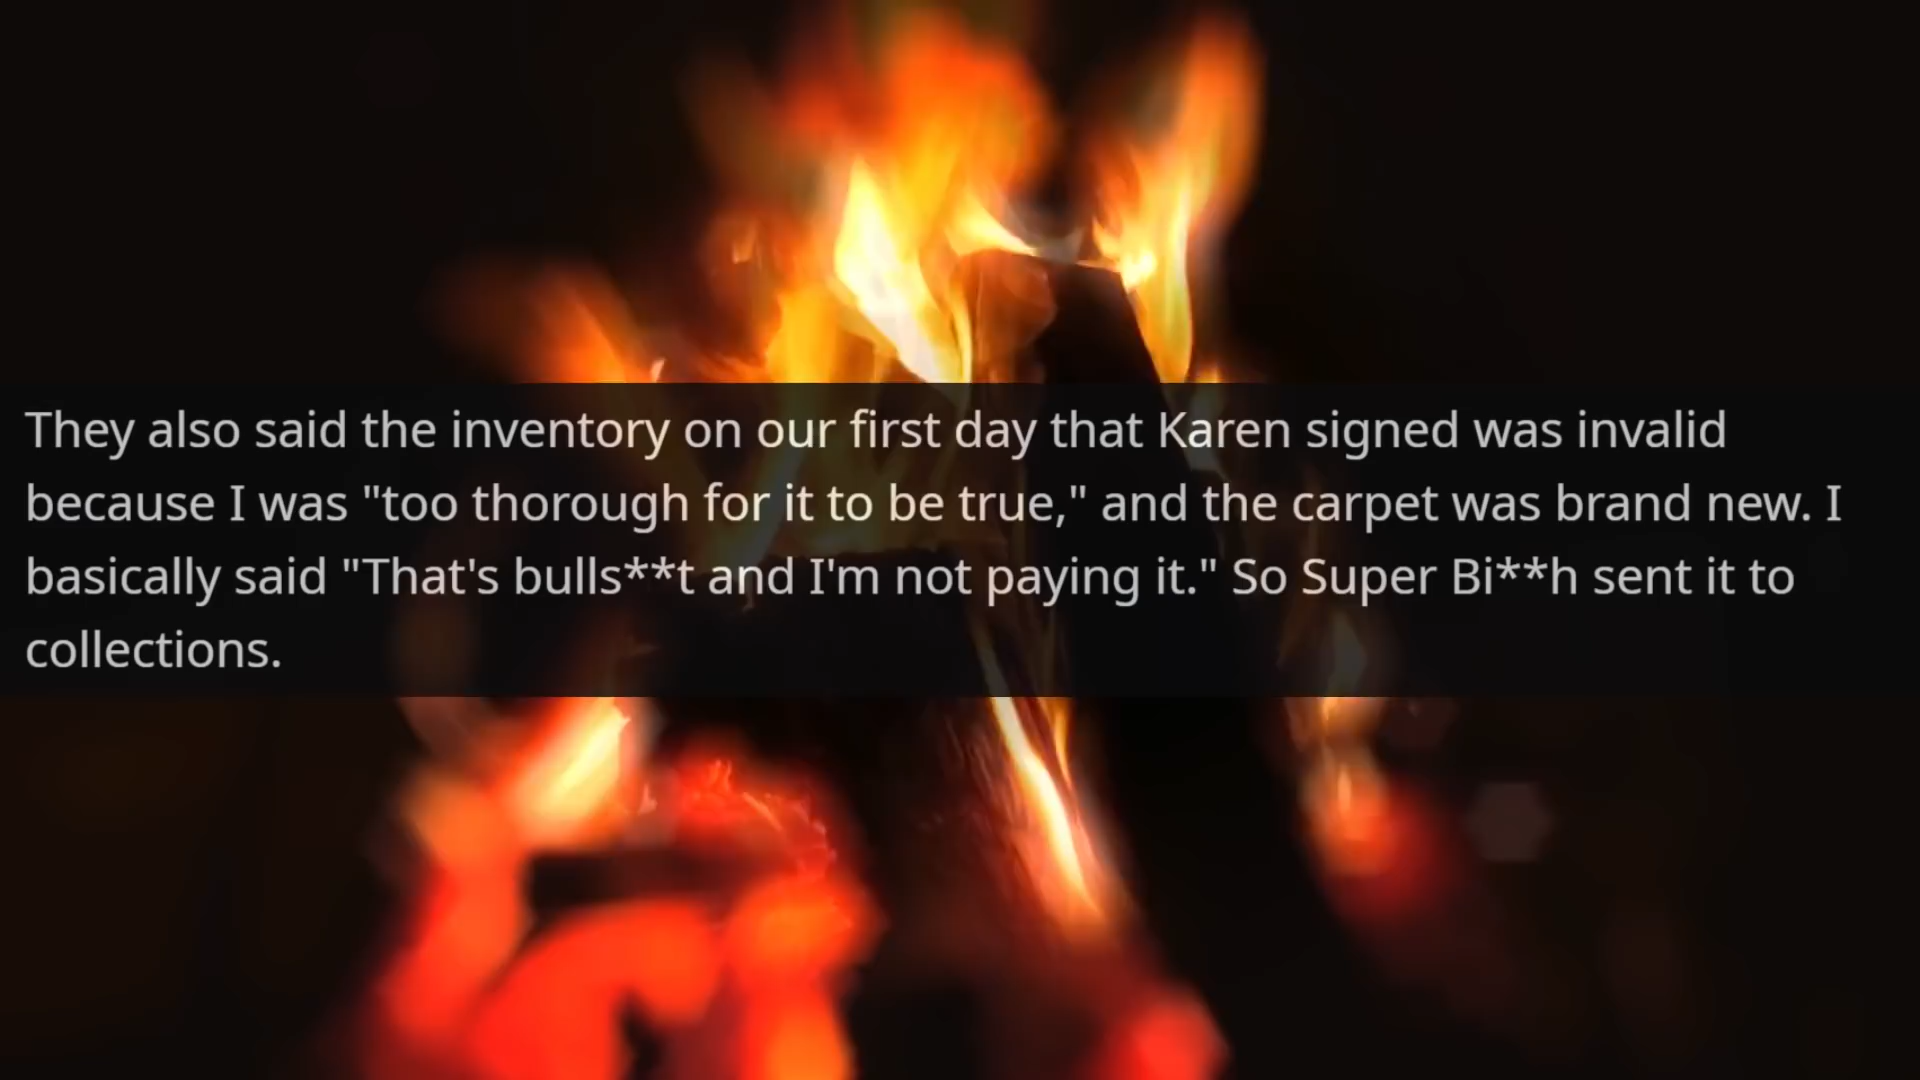 They also said the inventory on our first day that Karen signed was invalid
because I was "too thorough for it to be true," and the carpet was brand new. I
basically said "That's bulls**t and I'm not paying it." So Super Bi**h sent it to
collections.